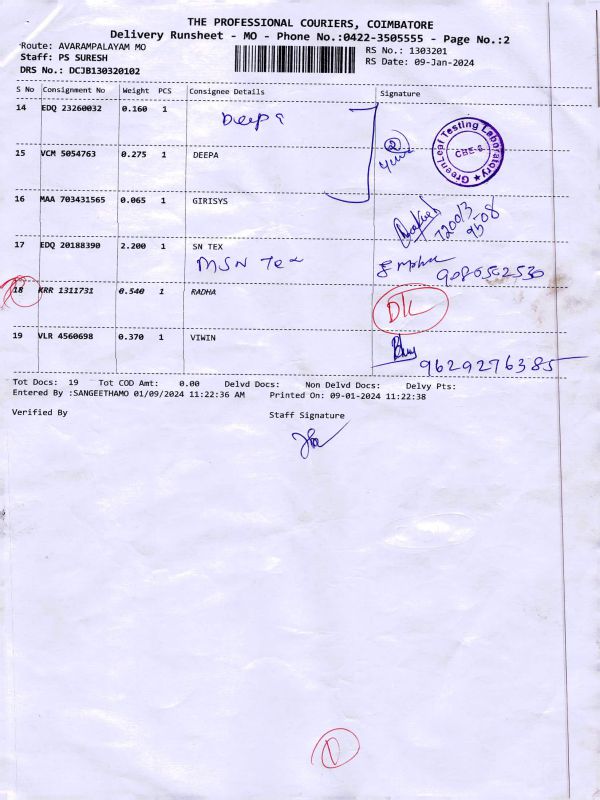 THE PROFESSIONAL COURIERS, COIMBATORE
Delivery Runsheet - MO - Phone No.:0422-3505555 - Page No.:2
Route: AVARAMPALAYAM MO
RS No.: 1303201
Staff: PS SURESH
RS Date: 09-Jan-2024
DRS No.: DCJB130320102
S No Consignment No Weight PCS Consignee Details Signature
14 EDQ 23260032 0.160 1
Deepa
15 VCM 5054763 0.275 1 DEEPA
2
GreenLeaf Testing Laboratory
CBE-6
16 MAA 703431565 0.065 1 GIRISYS
17 EDQ 20188390 2.200 1 SN TEX
MSN Tex
9080502530
18 KRR 1311731 0.540 1 RADHA
D/L
19 VLR 4560698 0.370 1 VIWIN
9629276385
Tot Docs: 19 Tot COD Amt: 0.00 Delvd Docs: Non Delvd Docs: Delvy Pts:
Entered By :SANGEETHAMO 01/09/2024 11:22:36 AM Printed On: 09-01-2024 11:22:38
Verified By Staff Signature
1